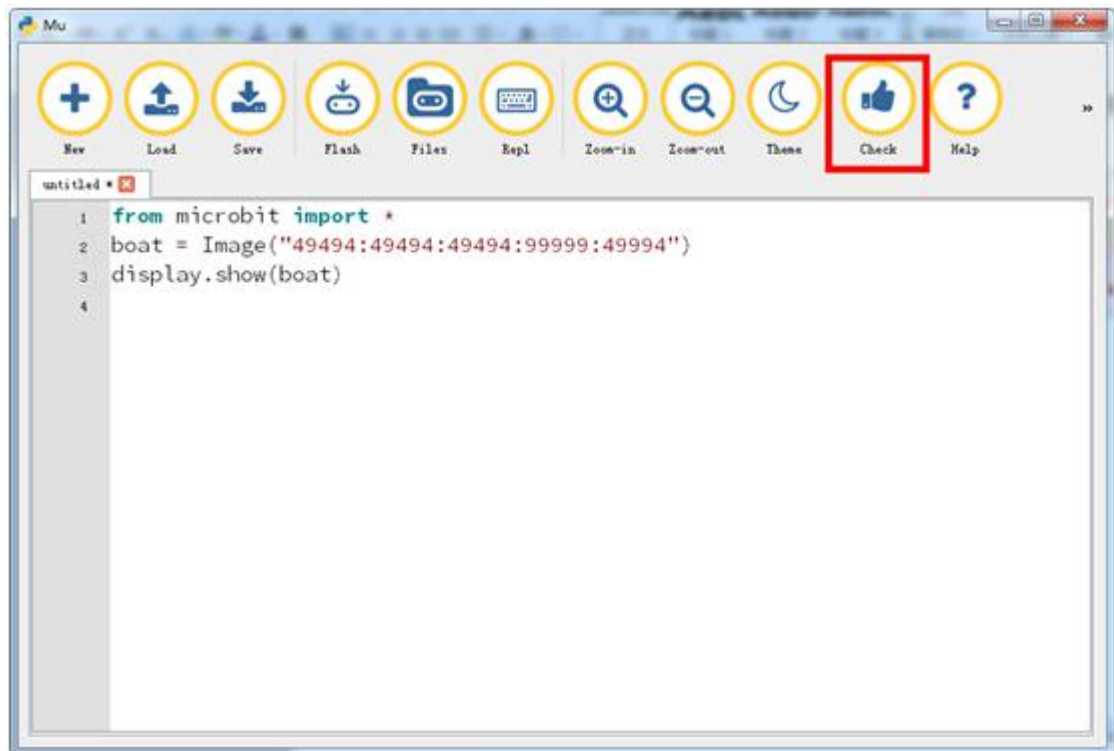 Mu
New Load Save Flash Files Repl Zoom-in Zoom-out Theme Check Help »
untitled *
1 from microbit import *
2 boat = Image("49494:49494:49494:99999:49994")
3 display.show(boat)
4